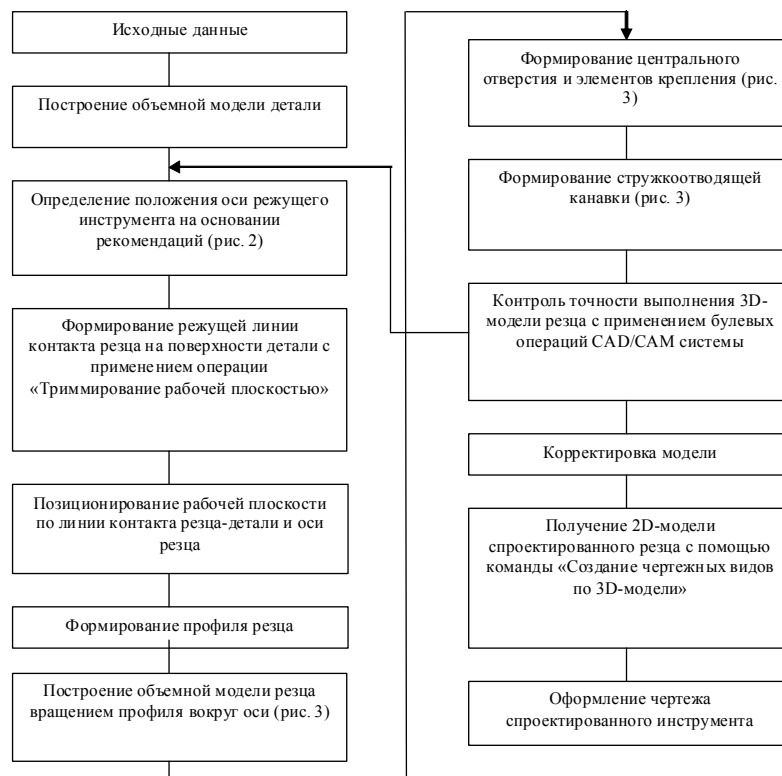 Исходные данные
Построение объемной модели детали
Определение положения оси режущего
инструмента на основании
рекомендаций (рис. 2)
Формирование режущей линии
контакта резца на поверхности детали с
применением операции
«Триммирование рабочей плоскостью»
Позиционирование рабочей плоскости
по линии контакта резца-детали и оси
резца
Формирование профиля резца
Построение объемной модели резца
вращением профиля вокруг оси (рис. 3)
Формирование центрального
отверстия и элементов крепления (рис.
3)
Формирование стружкоотводящей
канавки (рис. 3)
Контроль точности выполнения 3D-
модели резца с применением булевых
операций CAD/CAM системы
Корректировка модели
Получение 2D-модели
спроектированного резца с помощью
команды «Создание чертежных видов
по 3D-модели»
Оформление чертежа
спроектированного инструмента